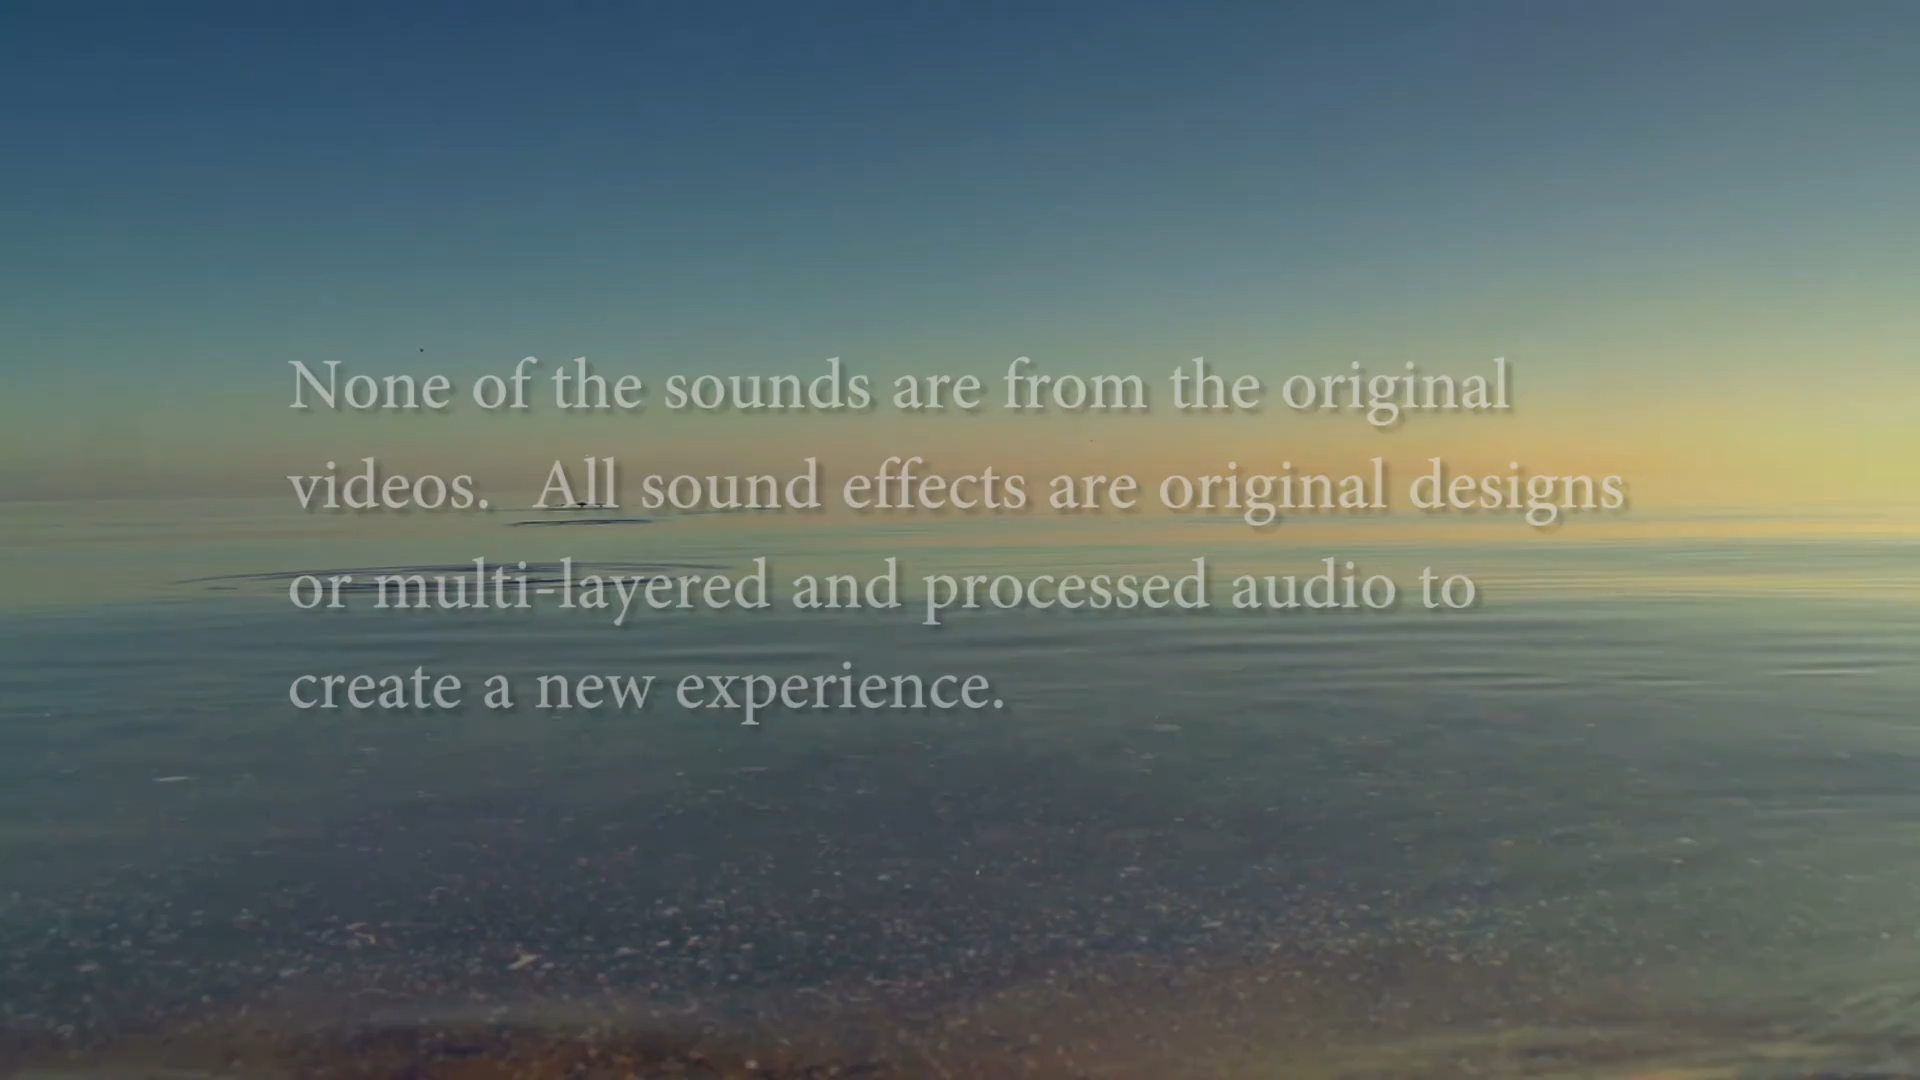 None of the sounds are from the original
videos.  All sound effects are original designs
or multi-layered and processed audio to
create a new experience.